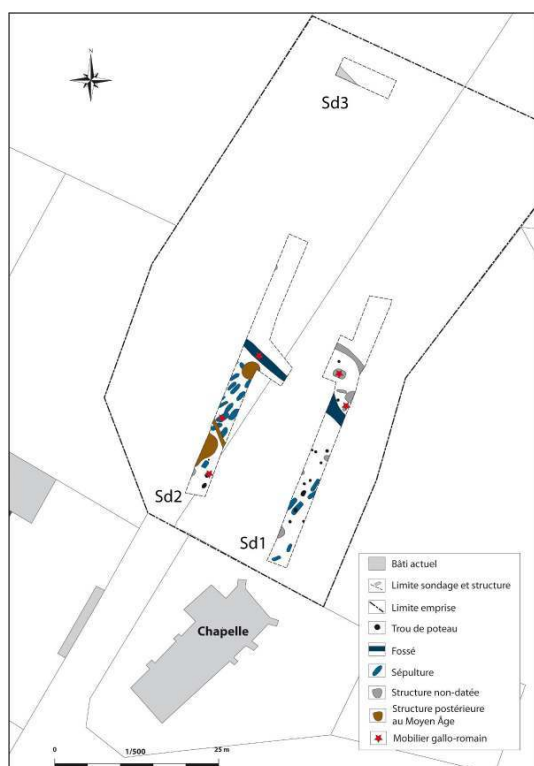 N
Sd3
Sd2
Sd1
Chapelle
Bâti actuel
Limite sondage et structure
Limite emprise
Trou de poteau
Fossé
Sépulture
Structure non-datée
Structure postérieure
au Moyen Âge
Mobilier gallo-romain
0 1/500 25 m